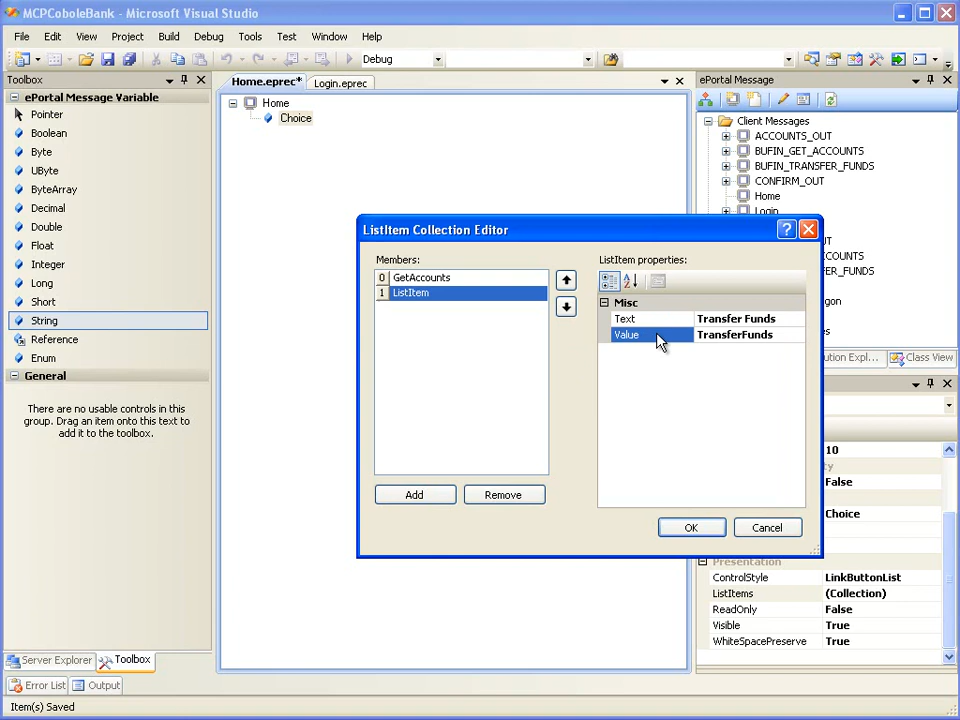 MCPCoboleBank - Microsoft Visual Studio
File Edit View Project Build Debug Tools Test Window Help
Debug
Toolbox
ePortal Message Variable
Pointer
Boolean
Byte
UByte
ByteArray
Decimal
Double
Float
Integer
Long
Short
String
Reference
Enum
General
There are no usable controls in this
group. Drag an item onto this text to
add it to the toolbox.
Server Explorer Toolbox
Error List Output
Item(s) Saved
Home.eprec* Login.eprec
Home
Choice
ListItem Collection Editor
Members:
0 GetAccounts
1 ListItem
Add Remove
ListItem properties:
Misc
Text Transfer Funds
Value TransferFunds
OK Cancel
ePortal Message
Client Messages
ACCOUNTS_OUT
BUFIN_GET_ACCOUNTS
BUFIN_TRANSFER_FUNDS
CONFIRM_OUT
Home
Login
Class View
10
False
Choice
Presentation
ControlStyle LinkButtonList
ListItems (Collection)
ReadOnly False
Visible True
WhiteSpacePreserve True